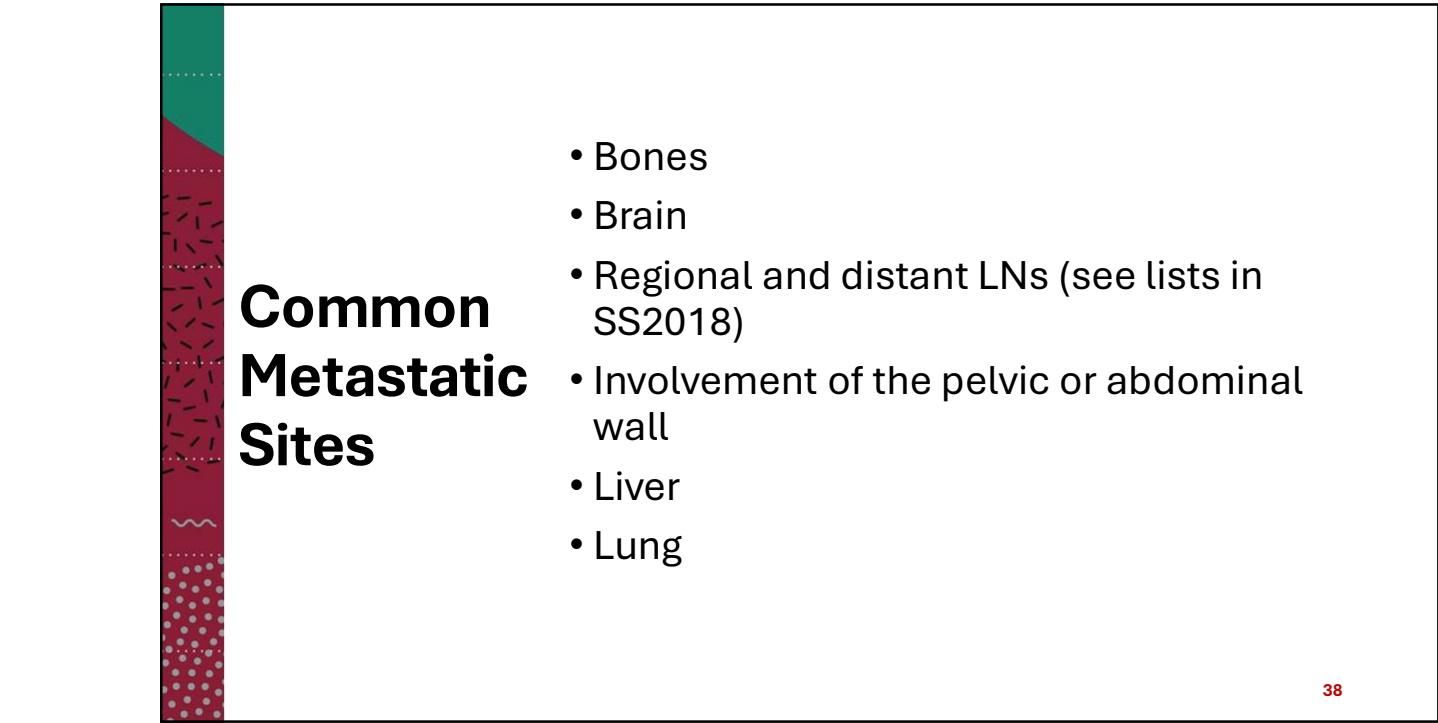 Common
Metastatic
Sites
• Bones
• Brain
• Regional and distant LNs (see lists in
SS2018)
• Involvement of the pelvic or abdominal
wall
• Liver
• Lung
38